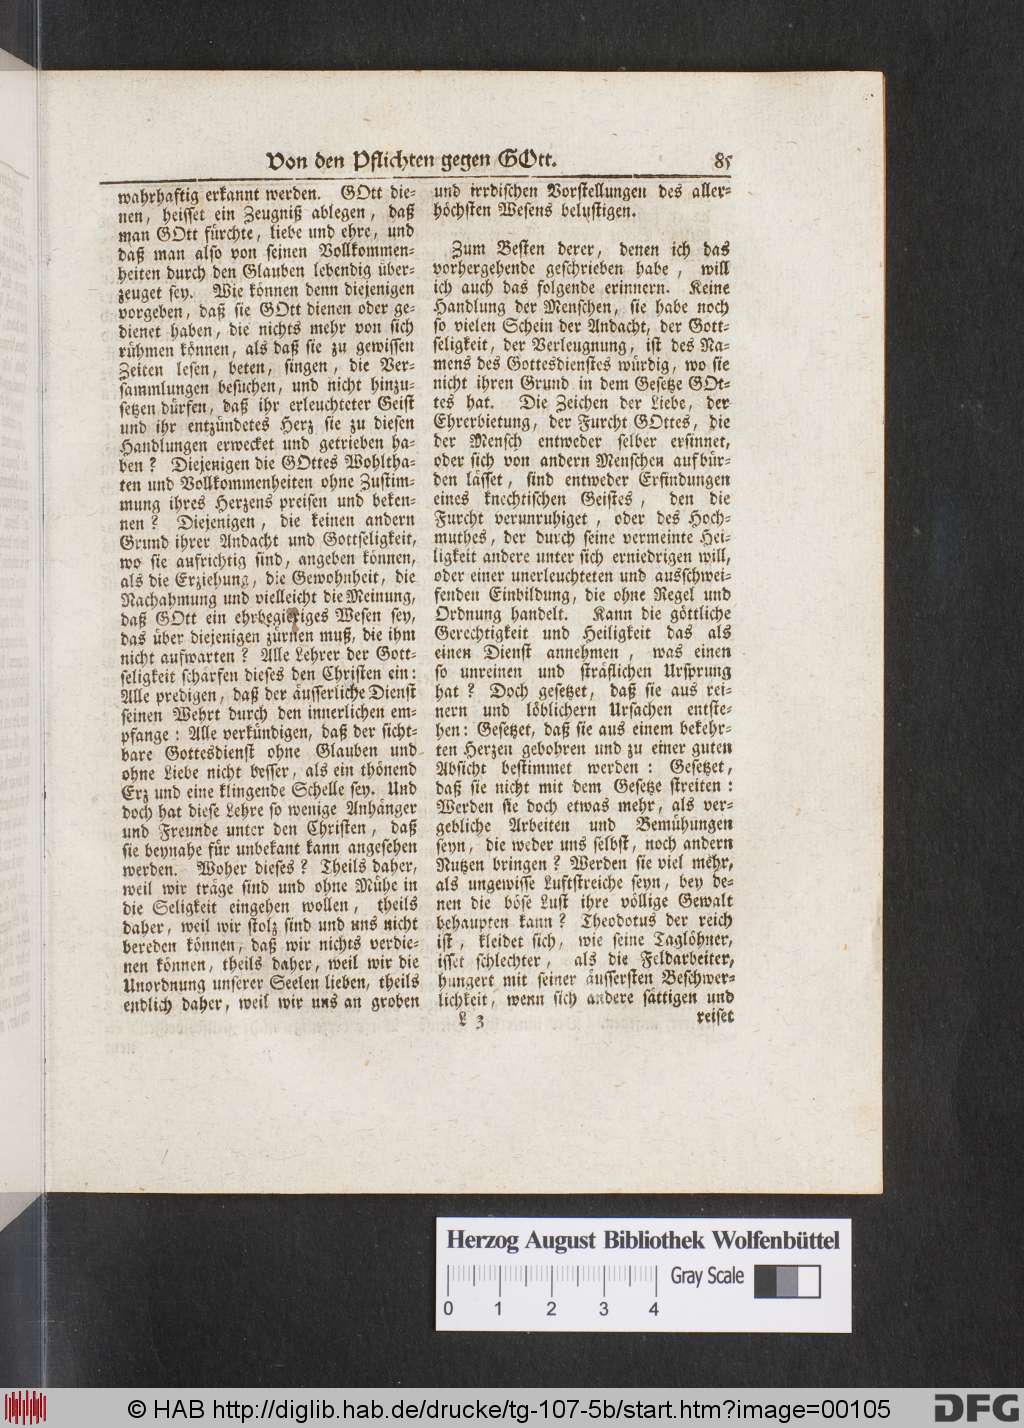 Von den Pflichten gegen GOtt. 85
wahrhaftig erkannt werden. GOtt die-
nen, heisset ein Zeugniß ablegen, daß
man GOtt fürchte, liebe und ehre, und
daß man also von seinen Vollkommen-
heiten durch den Glauben lebendig über-
zeuget sey. Wie können denn diejenigen
vorgeben, daß sie GOtt dienen oder ge-
dienet haben, die nichts mehr von sich
rühmen können, als daß sie zu gewissen
Zeiten lesen, beten, singen, die Ver-
sammlungen besuchen, und nicht hinzu-
setzen dürfen, daß ihr erleuchteter Geist
und ihr entzündetes Herz sie zu diesen
Handlungen erwecket und getrieben ha-
ben? Diejenigen die GOttes Wohltha-
ten und Vollkommenheiten ohne Zustim-
mung ihres Herzens preisen und beken-
nen? Diejenigen, die keinen andern
Grund ihrer Andacht und Gottseligkeit,
wo sie aufrichtig sind, angeben können,
als die Erziehung, die Gewohnheit, die
Nachahmung und vielleicht die Meinung,
daß GOtt ein ehrbegieriges Wesen sey,
das über diejenigen zürnen muß, die ihm
nicht aufwarten? Alle Lehrer der Gott-
seligkeit schärfen dieses den Christen ein:
Alle predigen, daß der äusserliche Dienst
seinen Wehrt durch den innerlichen em-
pfange: Alle verkündigen, daß der sicht-
bare Gottesdienst ohne Glauben und
ohne Liebe nicht besser, als ein thönend
Erz und eine klingende Schelle sey. Und
doch hat diese Lehre so wenige Anhänger
und Freunde unter den Christen, daß
sie beynahe für unbekant kann angesehen
werden. Woher dieses? Theils daher,
weil wir träge sind und ohne Mühe in
die Seligkeit eingehen wollen, theils
daher, weil wir stolz sind und uns nicht
bereden können, daß wir nichts verdie-
nen können, theils daher, weil wir die
Unordnung unserer Seelen lieben, theils
endlich daher, weil wir uns an groben
und irrdischen Vorstellungen des aller-
höchsten Wesens belustigen.
Zum Besten derer, denen ich das
vorhergehende geschrieben habe, will
ich auch das folgende erinnern. Keine
Handlung der Menschen, sie habe noch
so vielen Schein der Andacht, der Gott-
seligkeit, der Verleugnung, ist des Na-
mens des Gottesdienstes würdig, wo sie
nicht ihren Grund in dem Gesetze GOt-
tes hat. Die Zeichen der Liebe, der
Ehrerbietung, der Furcht GOttes, die
der Mensch entweder selber ersinnet,
oder sich von andern Menschen aufbür-
den lässet, sind entweder Erfindungen
eines knechtischen Geistes, den die
Furcht verunruhiget, oder des Hoch-
muthes, der durch seine vermeinte Hei-
ligkeit andere unter sich erniedrigen will,
oder einer unerleuchteten und ausschwei-
fenden Einbildung, die ohne Regel und
Ordnung handelt. Kann die göttliche
Gerechtigkeit und Heiligkeit das als
einen Dienst annehmen, was einen
so unreinen und sträflichen Ursprung
hat? Doch gesetzet, daß sie aus rei-
nern und löblichern Ursachen entste-
hen: Gesetzet, daß sie aus einem bekehr-
ten Herzen gebohren und zu einer guten
Absicht bestimmet werden: Gesetzet,
daß sie nicht mit dem Gesetze streiten:
Werden sie doch etwas mehr, als ver-
gebliche Arbeiten und Bemühungen
seyn, die weder uns selbst, noch andern
Nutzen bringen? Werden sie viel mehr,
als ungewisse Luftstreiche seyn, bey de-
nen die böse Lust ihre völlige Gewalt
behaupten kann? Theodotus der reich
ist, kleidet sich, wie seine Taglöhner,
isset schlechter, als die Feldarbeiter,
hungert mit seiner äussersten Beschwer-
lichkeit, wenn sich andere sättigen und
L 3 reiset
Herzog August Bibliothek Wolfenbüttel
Gray Scale
0 1 2 3 4
© HAB http://diglib.hab.de/drucke/tg-107-5b/start.htm?image=00105
DFG